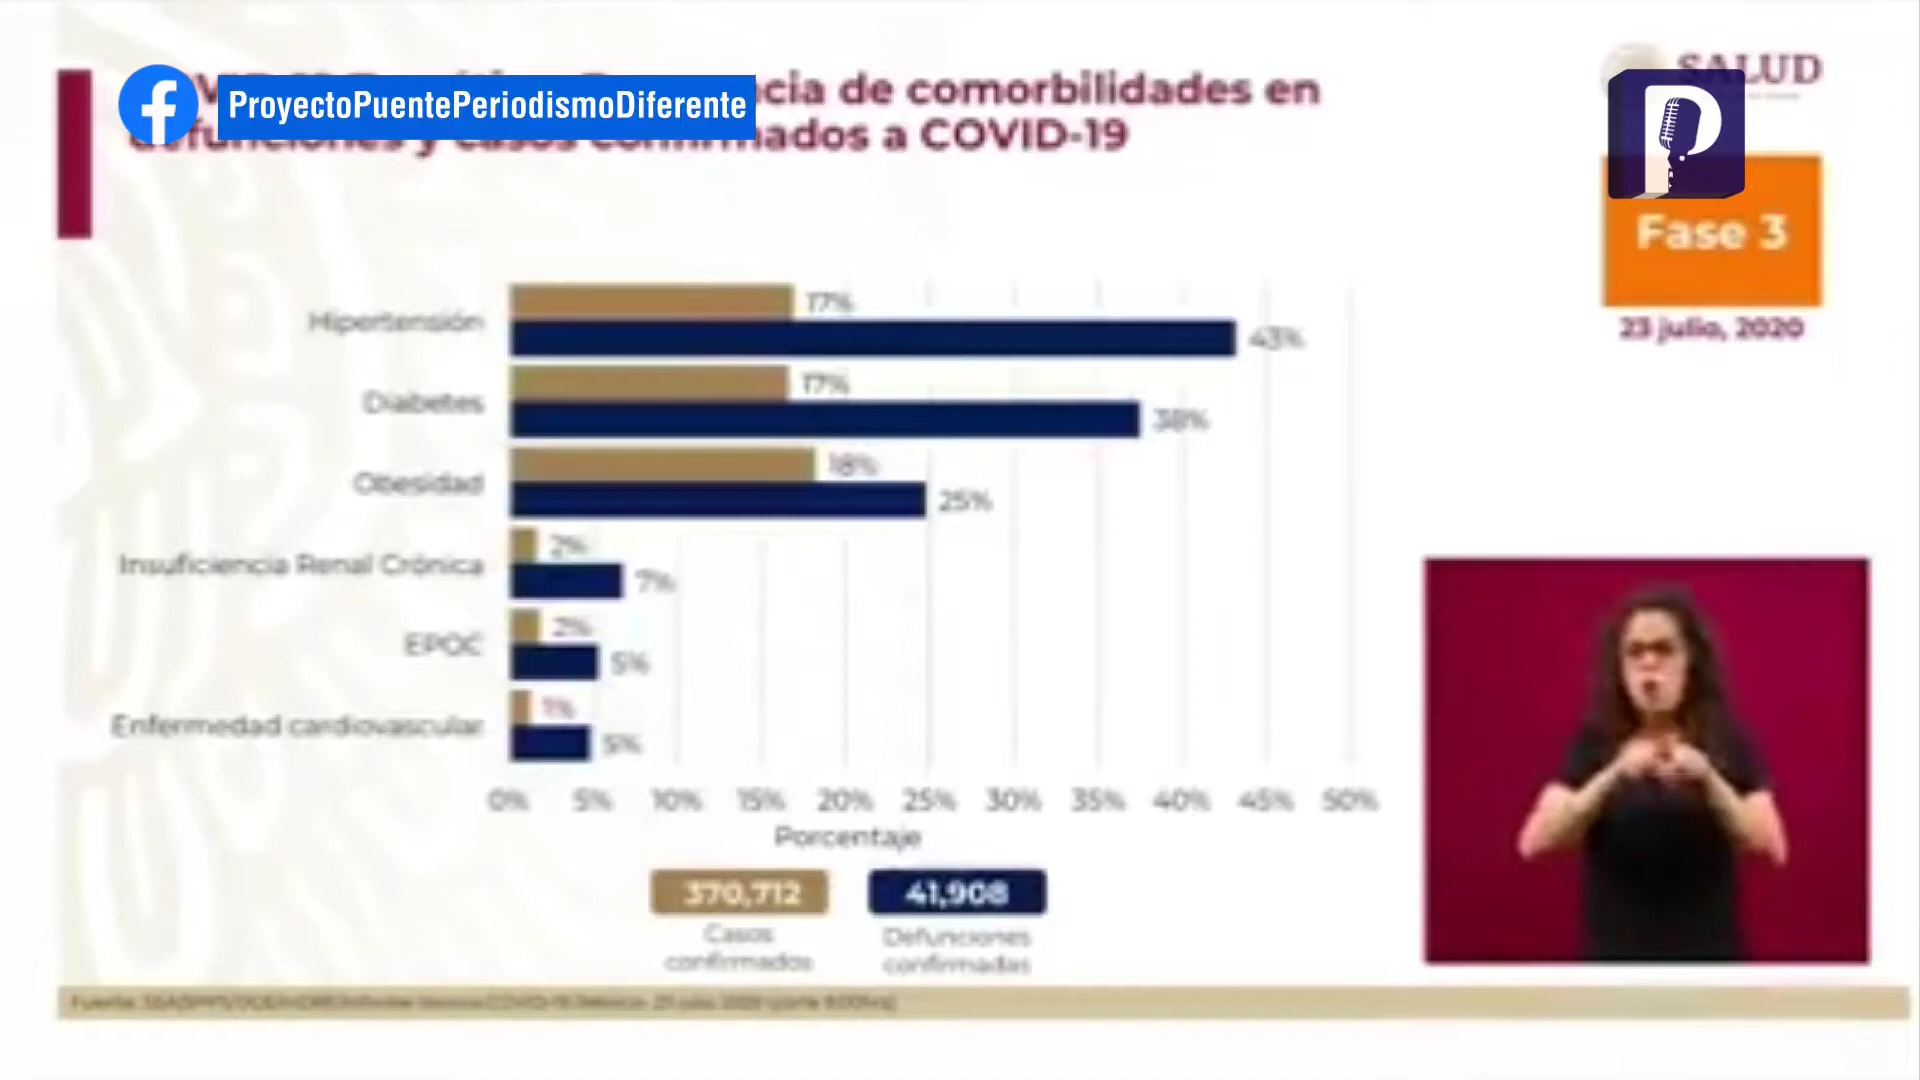 ProyectoPuentePeriodismoDiferente
de comorbilidades en
a COVID-19
SALUD
Fase 3
23 julio, 2020
Hipertensión
17%
43%
Diabetes
17%
38%
Obesidad
18%
25%
Insuficiencia Renal Crónica
2%
7%
EPOC
2%
5%
Enfermedad cardiovascular
1%
5%
0% 5% 10% 15% 20% 25% 30% 35% 40% 45% 50%
Porcentaje
370,712
Casos
confirmados
41,908
Defunciones
confirmadas